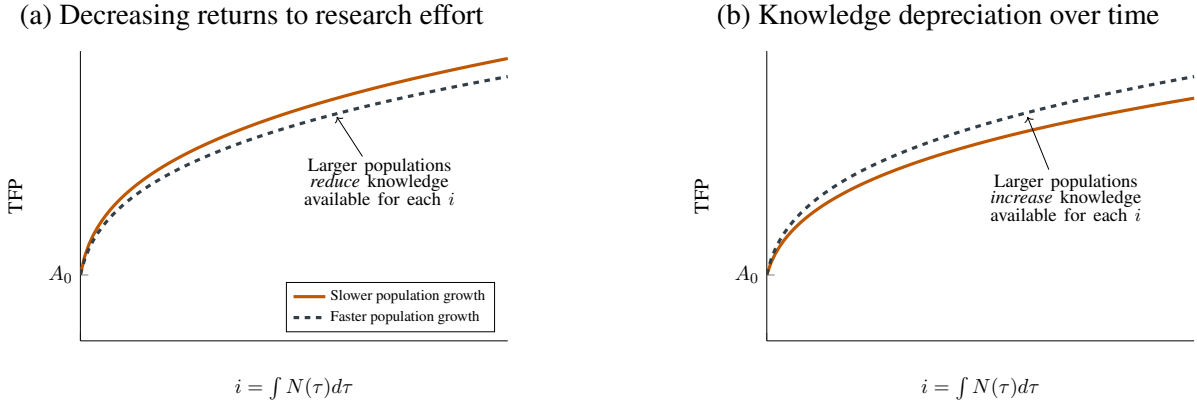 (a) Decreasing returns to research effort
TFP
A₀
Larger populations
reduce knowledge
available for each i
Slower population growth
Faster population growth
i = ∫ N(τ)dτ
(b) Knowledge depreciation over time
TFP
A₀
Larger populations
increase knowledge
available for each i
i = ∫ N(τ)dτ